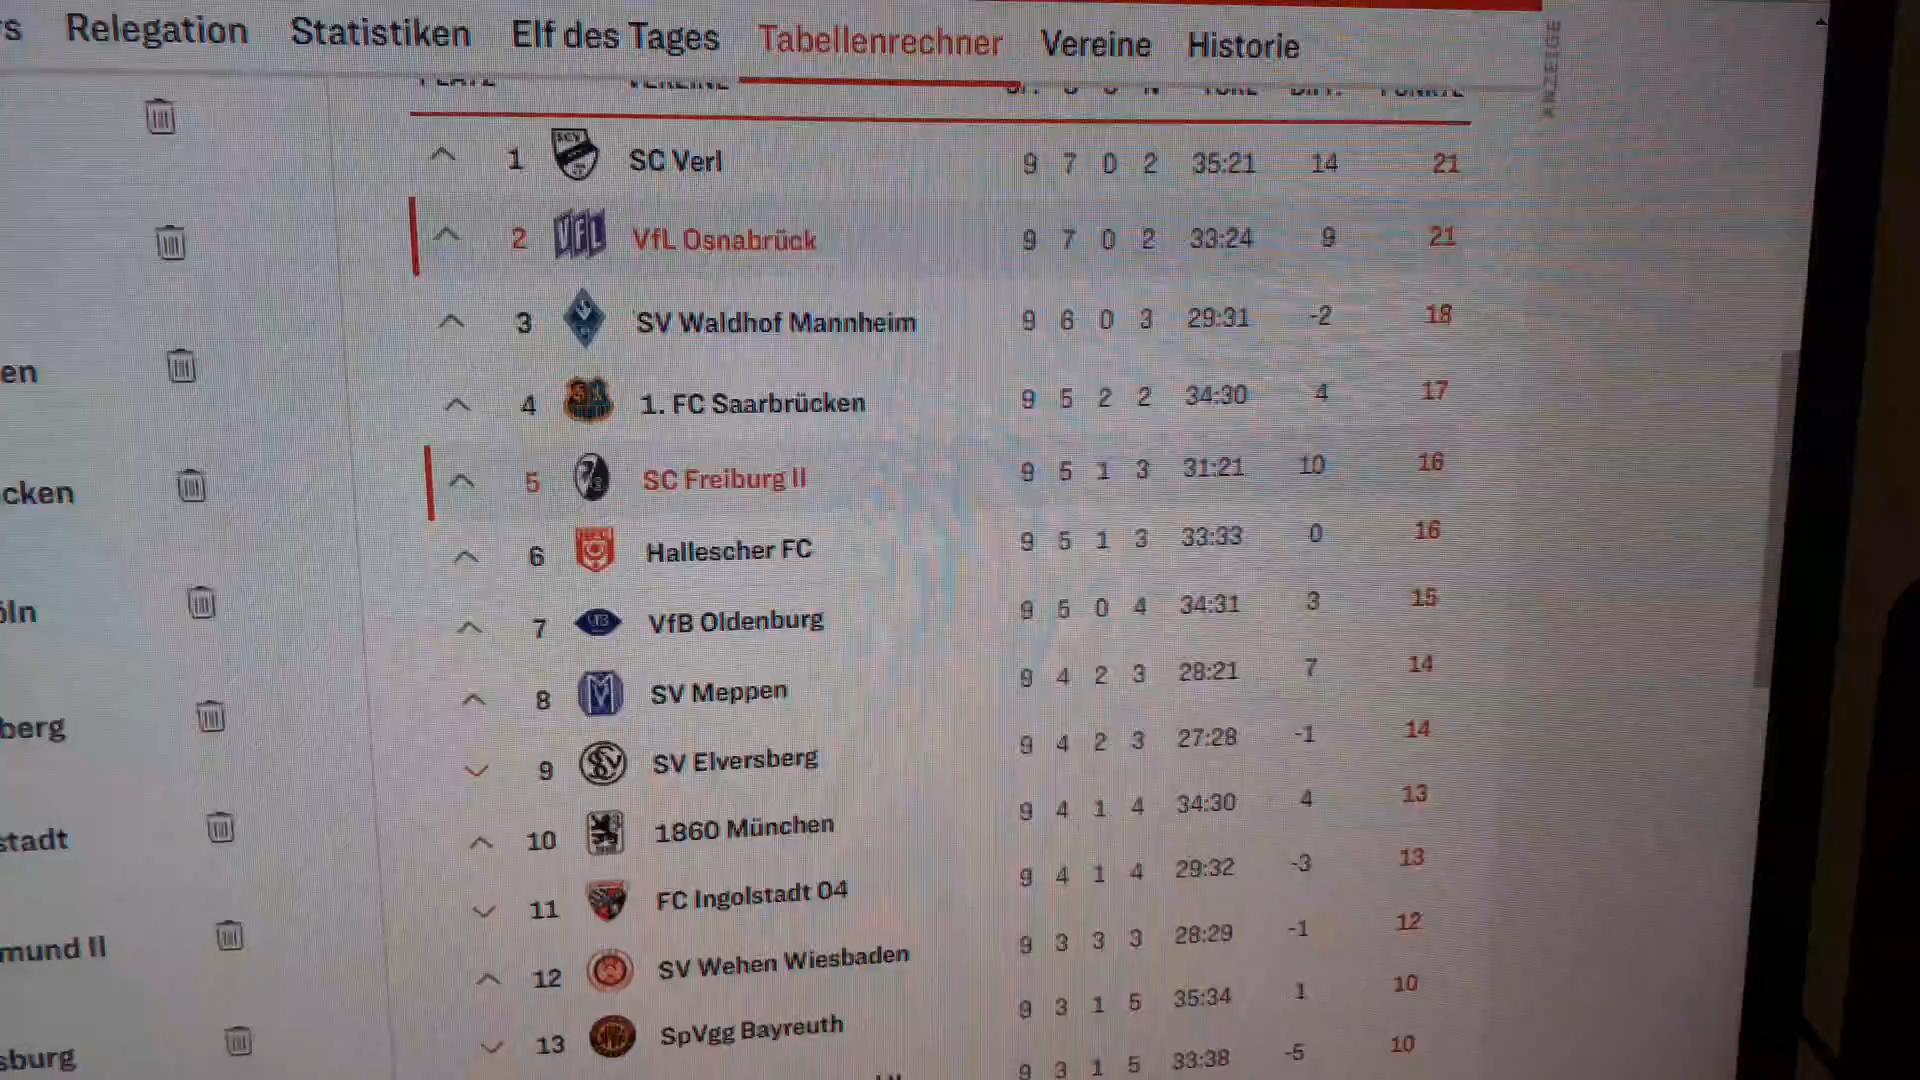 s Relegation Statistiken Elf des Tages Tabellenrechner Vereine Historie
ANZEIGE
1 SC Verl 9 7 0 2 35:21 14 21
2 VfL Osnabrück 9 7 0 2 33:24 9 21
3 SV Waldhof Mannheim 9 6 0 3 29:31 -2 18
en
4 1. FC Saarbrücken 9 5 2 2 34:30 4 17
cken
5 SC Freiburg II 9 5 1 3 31:21 10 16
6 Hallescher FC 9 5 1 3 33:33 0 16
öln
7 VfB Oldenburg 9 5 0 4 34:31 3 15
8 SV Meppen 9 4 2 3 28:21 7 14
berg
9 SV Elversberg 9 4 2 3 27:28 -1 14
10 1860 München 9 4 1 4 34:30 4 13
stadt
11 FC Ingolstadt 04 9 4 1 4 29:32 -3 13
mund II
12 SV Wehen Wiesbaden 9 3 3 3 28:29 -1 12
13 SpVgg Bayreuth 9 3 1 5 35:34 1 10
sburg
9 3 1 5 33:38 -5 10